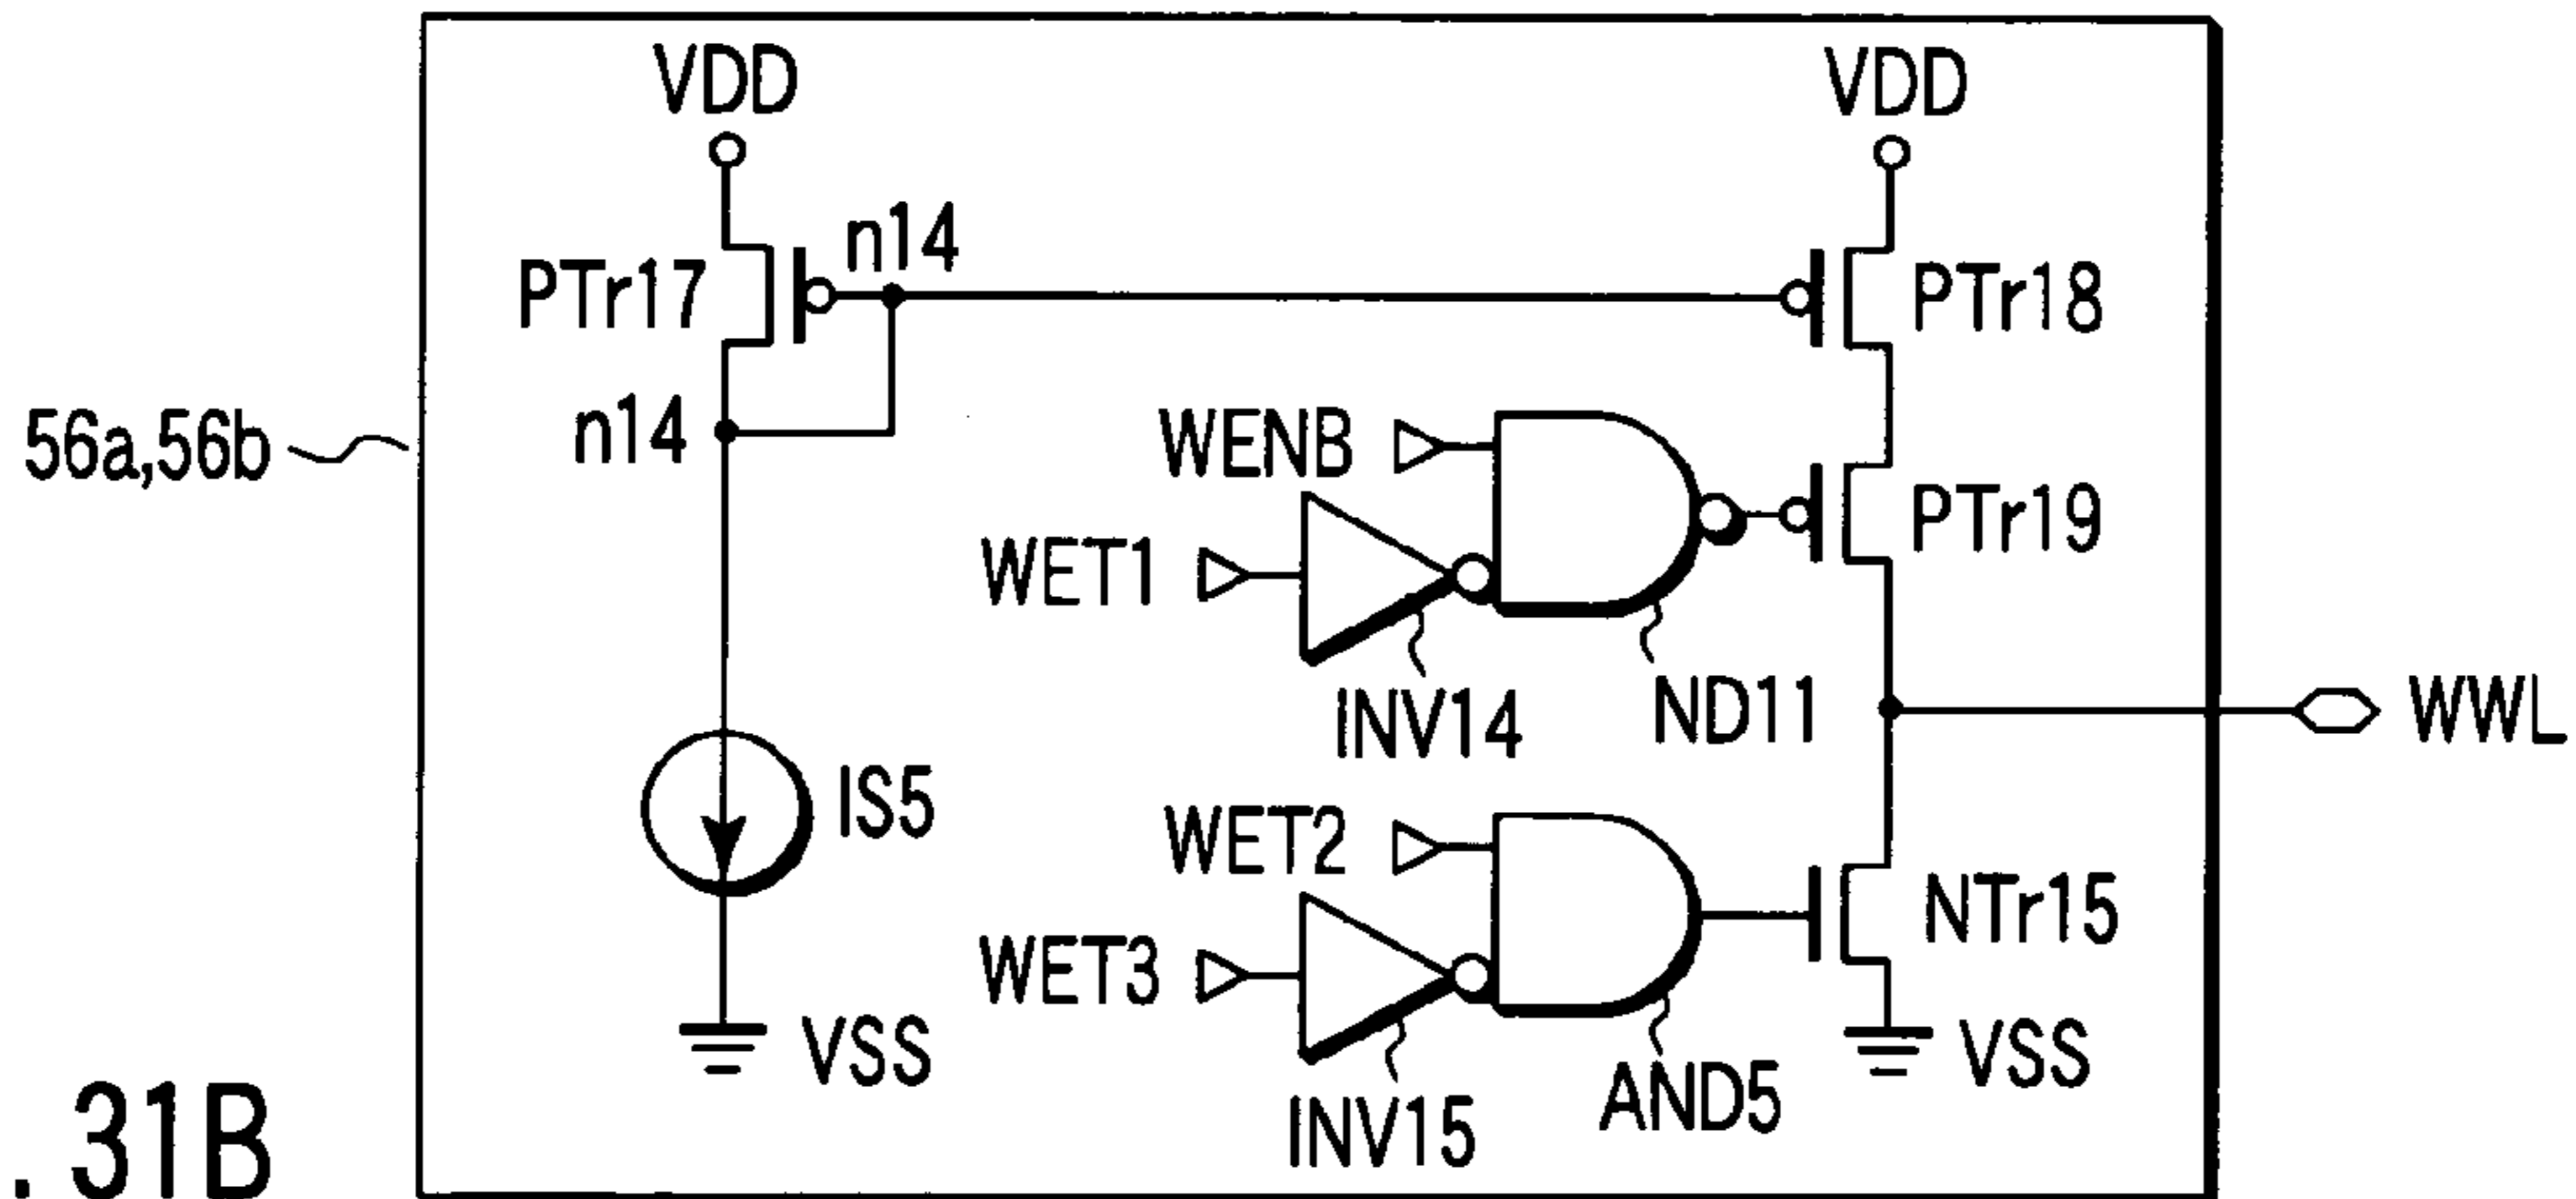 VDD
VDD
n14
PTr17
PTr18
n14
56a,56b
WENB
WET1
PTr19
INV14
ND11
WWL
IS5
WET2
WET3
NTr15
VSS
VSS
INV15
AND5
. 31B